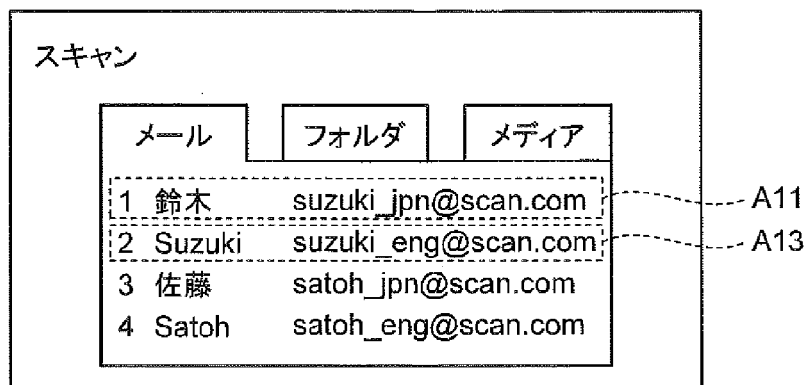 スキャン
メール フォルダ メディア
1 鈴木 suzuki_jpn@scan.com A11
2 Suzuki suzuki_eng@scan.com A13
3 佐藤 satoh_jpn@scan.com
4 Satoh satoh_eng@scan.com